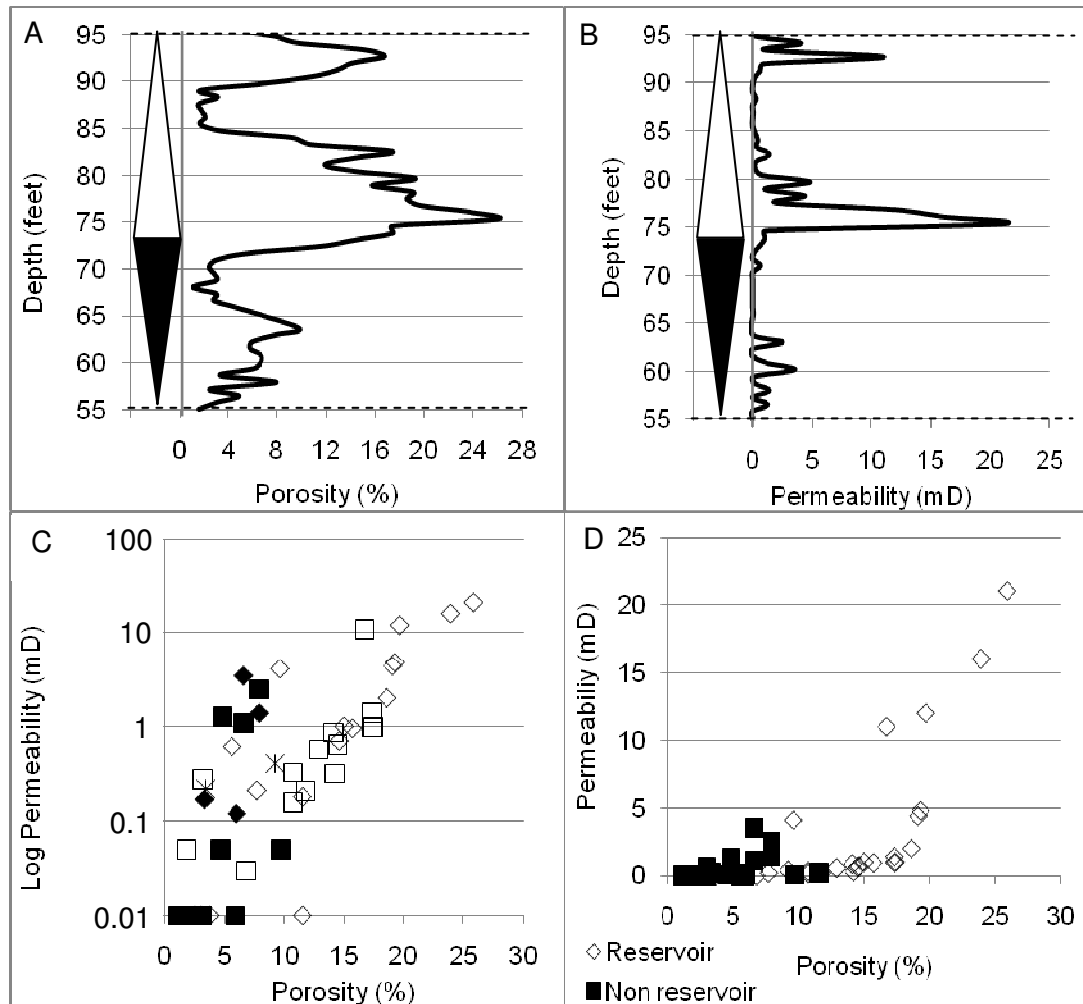 A
Depth (feet)
95
90
85
80
75
70
65
60
55
0 4 8 12 16 20 24 28
Porosity (%)
B
Depth (feet)
95
90
85
80
75
70
65
60
55
0 5 10 15 20 25
Permeability (mD)
C
Log Permeability (mD)
100
10
1
0.1
0.01
0 5 10 15 20 25 30
Porosity (%)
D
Permeabiliy (mD)
25
20
15
10
5
0
0 5 10 15 20 25 30
Porosity (%)
Reservoir
Non reservoir